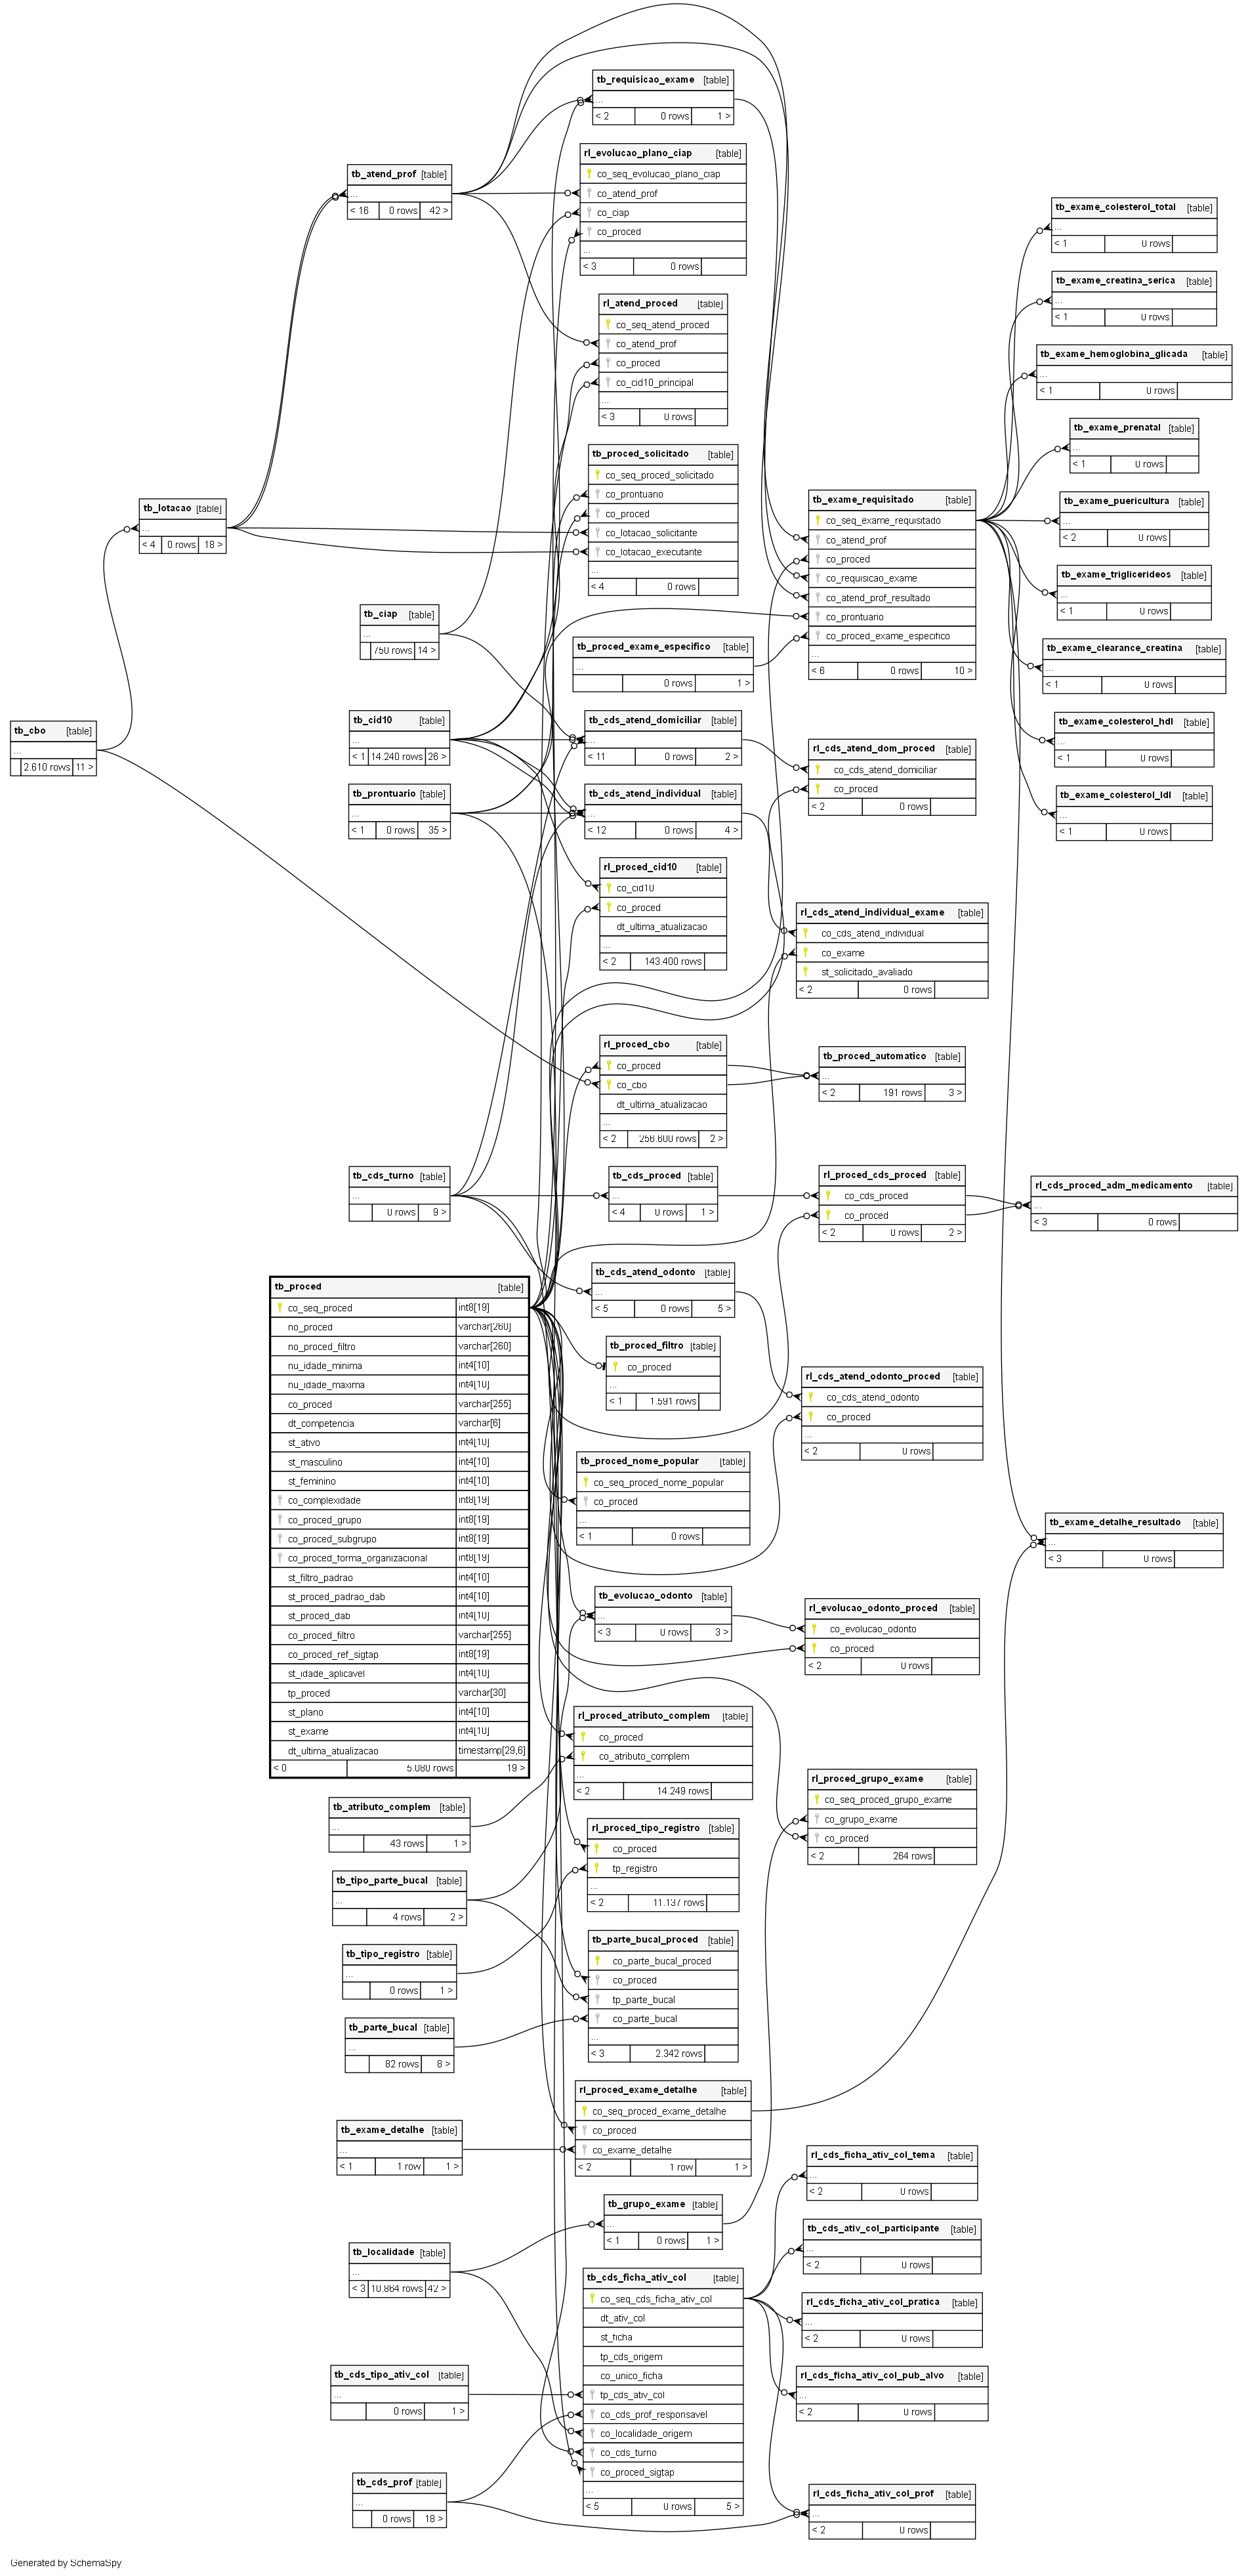 tb_requisicao_exame [table]
...
< 2 0 rows 1 >
rl_evolucao_plano_ciap [table]
co_seq_evolucao_plano_ciap
co_atend_prof
co_ciap
co_proced
...
< 3 0 rows
tb_atend_prof [table]
...
< 16 0 rows 42 >
rl_atend_proced [table]
co_seq_atend_proced
co_atend_prof
co_proced
co_cid10_principal
...
< 3 0 rows
tb_proced_solicitado [table]
co_seq_proced_solicitado
co_prontuario
co_proced
co_lotacao_solicitante
co_lotacao_executante
...
< 4 0 rows
tb_lotacao [table]
...
< 4 0 rows 18 >
tb_ciap [table]
...
750 rows 14 >
tb_proced_exame_especifico [table]
...
0 rows 1 >
tb_cbo [table]
...
2.610 rows 11 >
tb_cid10 [table]
...
< 1 14.240 rows 26 >
tb_prontuario [table]
...
< 1 0 rows 35 >
tb_cds_atend_domiciliar [table]
...
< 11 0 rows 2 >
tb_cds_atend_individual [table]
...
< 12 0 rows 4 >
rl_proced_cid10 [table]
co_cid10
co_proced
dt_ultima_atualizacao
...
< 2 143.400 rows
rl_proced_cbo [table]
co_proced
co_cbo
dt_ultima_atualizacao
...
< 2 256.600 rows 2 >
tb_exame_requisitado [table]
co_seq_exame_requisitado
co_atend_prof
co_proced
co_requisicao_exame
co_atend_prof_resultado
co_prontuario
co_proced_exame_especifico
...
< 6 0 rows 10 >
rl_cds_atend_dom_proced [table]
co_cds_atend_domiciliar
co_proced
< 2 0 rows
rl_cds_atend_individual_exame [table]
co_cds_atend_individual
co_exame
st_solicitado_avaliado
< 2 0 rows
tb_proced_automatico [table]
...
< 2 191 rows 3 >
tb_exame_colesterol_total [table]
...
< 1 0 rows
tb_exame_creatina_serica [table]
...
< 1 0 rows
tb_exame_hemoglobina_glicada [table]
...
< 1 0 rows
tb_exame_prenatal [table]
...
< 1 0 rows
tb_exame_puericultura [table]
...
< 2 0 rows
tb_exame_triglicerideos [table]
...
< 1 0 rows
tb_exame_clearance_creatina [table]
...
< 1 0 rows
tb_exame_colesterol_hdl [table]
...
< 1 0 rows
tb_exame_colesterol_ldl [table]
...
< 1 0 rows
tb_cds_turno [table]
...
0 rows 9 >
tb_cds_proced [table]
...
< 4 0 rows 1 >
rl_proced_cds_proced [table]
co_cds_proced
co_proced
< 2 0 rows 2 >
rl_cds_proced_adm_medicamento [table]
...
< 3 0 rows
tb_proced [table]
co_seq_proced int8[19]
no_proced varchar[260]
no_proced_filtro varchar[260]
nu_idade_minima int4[10]
nu_idade_maxima int4[10]
co_proced varchar[255]
dt_competencia varchar[6]
st_ativo int4[10]
st_masculino int4[10]
st_feminino int4[10]
co_complexidade int8[19]
co_proced_grupo int8[19]
co_proced_subgrupo int8[19]
co_proced_forma_organizacional int8[19]
st_filtro_padrao int4[10]
st_proced_padrao_dab int4[10]
st_proced_dab int4[10]
co_proced_filtro varchar[255]
co_proced_ref_sigtap int8[19]
st_idade_aplicavel int4[10]
tp_proced varchar[30]
st_plano int4[10]
st_exame int4[10]
dt_ultima_atualizacao timestamp[29,6]
< 0 5.080 rows 19 >
tb_cds_atend_odonto [table]
...
< 5 0 rows 5 >
tb_proced_filtro [table]
co_proced
...
< 1 1.591 rows
tb_proced_nome_popular [table]
co_seq_proced_nome_popular
co_proced
...
< 1 0 rows
tb_evolucao_odonto [table]
...
< 3 0 rows 3 >
rl_cds_atend_odonto_proced [table]
co_cds_atend_odonto
co_proced
...
< 2 0 rows
tb_exame_detalhe_resultado [table]
...
< 3 0 rows
rl_evolucao_odonto_proced [table]
co_evolucao_odonto
co_proced
< 2 0 rows
rl_proced_atributo_complem [table]
co_proced
co_atributo_complem
...
< 2 14.249 rows
rl_proced_grupo_exame [table]
co_seq_proced_grupo_exame
co_grupo_exame
co_proced
< 2 264 rows
tb_atributo_complem [table]
...
43 rows 1 >
rl_proced_tipo_registro [table]
co_proced
tp_registro
...
< 2 11.137 rows
tb_tipo_parte_bucal [table]
...
4 rows 2 >
tb_tipo_registro [table]
...
0 rows 1 >
tb_parte_bucal_proced [table]
co_parte_bucal_proced
co_proced
tp_parte_bucal
co_parte_bucal
...
< 3 2.342 rows
tb_parte_bucal [table]
...
82 rows 8 >
rl_proced_exame_detalhe [table]
co_seq_proced_exame_detalhe
co_proced
co_exame_detalhe
< 2 1 row 1 >
tb_exame_detalhe [table]
...
< 1 1 row 1 >
tb_grupo_exame [table]
...
< 1 0 rows 1 >
tb_localidade [table]
...
< 3 10.864 rows 42 >
tb_cds_ficha_ativ_col [table]
co_seq_cds_ficha_ativ_col
dt_ativ_col
st_ficha
tp_cds_origem
co_unico_ficha
tp_cds_ativ_col
co_cds_prof_responsavel
co_localidade_origem
co_cds_turno
co_proced_sigtap
...
< 5 0 rows 5 >
tb_cds_tipo_ativ_col [table]
...
0 rows 1 >
tb_cds_prof [table]
...
0 rows 18 >
rl_cds_ficha_ativ_col_tema [table]
...
< 2 0 rows
tb_cds_ativ_col_participante [table]
...
< 2 0 rows
rl_cds_ficha_ativ_col_pratica [table]
...
< 2 0 rows
rl_cds_ficha_ativ_col_pub_alvo [table]
...
< 2 0 rows
rl_cds_ficha_ativ_col_prof [table]
...
< 2 0 rows
Generated by SchemaSpy